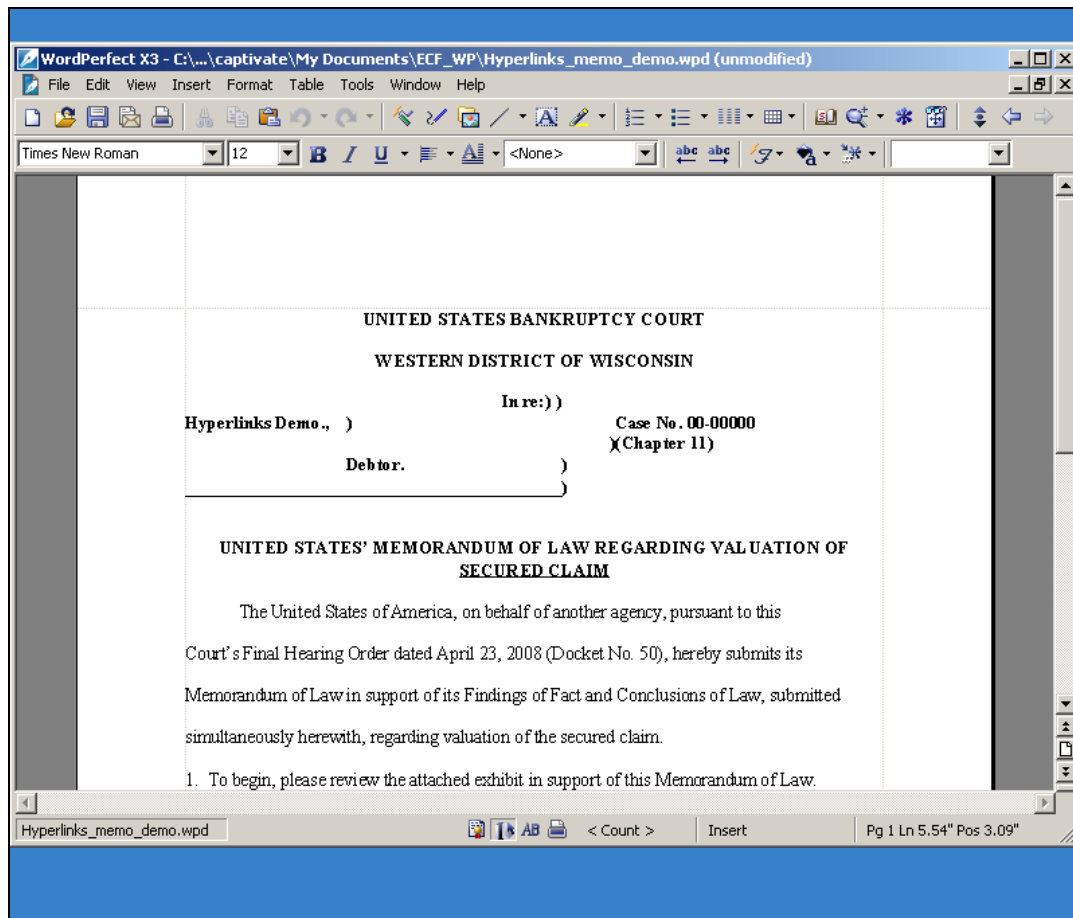 WordPerfect X3 - C:\...\captivate\My Documents\ECF_WP\Hyperlinks_memo_demo.wpd (unmodified)
File Edit View Insert Format Table Tools Window Help
Times New Roman 12 B I U A <None> abc abc
UNITED STATES BANKRUPTCY COURT
WESTERN DISTRICT OF WISCONSIN
In re:) )
Hyperlinks Demo., ) Case No. 00-00000
)(Chapter 11)
Debtor. )
)
UNITED STATES' MEMORANDUM OF LAW REGARDING VALUATION OF
SECURED CLAIM
The United States of America, on behalf of another agency, pursuant to this
Court's Final Hearing Order dated April 23, 2008 (Docket No. 50), hereby submits its
Memorandum of Law in support of its Findings of Fact and Conclusions of Law, submitted
simultaneously herewith, regarding valuation of the secured claim.
1. To begin, please review the attached exhibit in support of this Memorandum of Law.
Hyperlinks_memo_demo.wpd AB < Count > Insert Pg 1 Ln 5.54" Pos 3.09"